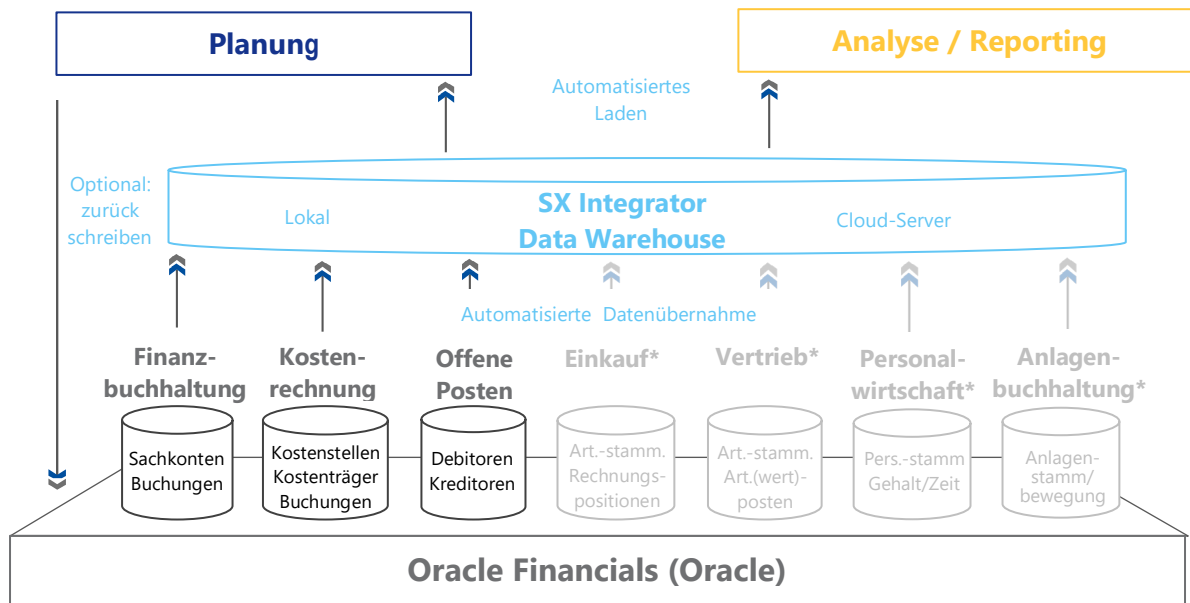 Planung
Analyse / Reporting
Automatisiertes
Laden
Optional:
zurück
schreiben
Lokal
SX Integrator
Data Warehouse
Cloud-Server
Automatisierte Datenübernahme
Finanz-
buchhaltung
Kosten-
rechnung
Offene
Posten
Einkauf*
Vertrieb*
Personal-
wirtschaft*
Anlagen-
buchhaltung*
Sachkonten
Buchungen
Kostenstellen
Kostenträger
Buchungen
Debitoren
Kreditoren
Art.-stamm.
Rechnungs-
positionen
Art.-stamm.
Art.(wert)-
posten
Pers.-stamm
Gehalt/Zeit
Anlagen-
stamm/
bewegung
Oracle Financials (Oracle)